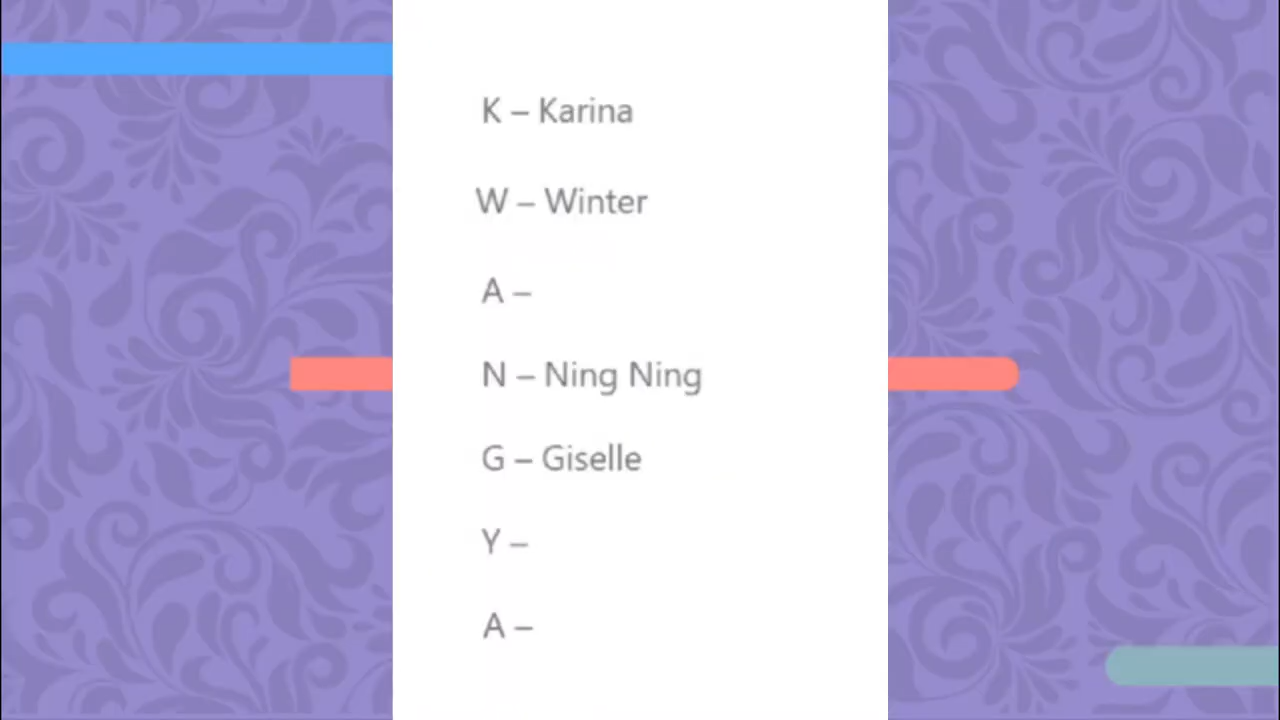 K – Karina
W – Winter
A –
N – Ning Ning
G – Giselle
Y –
A –